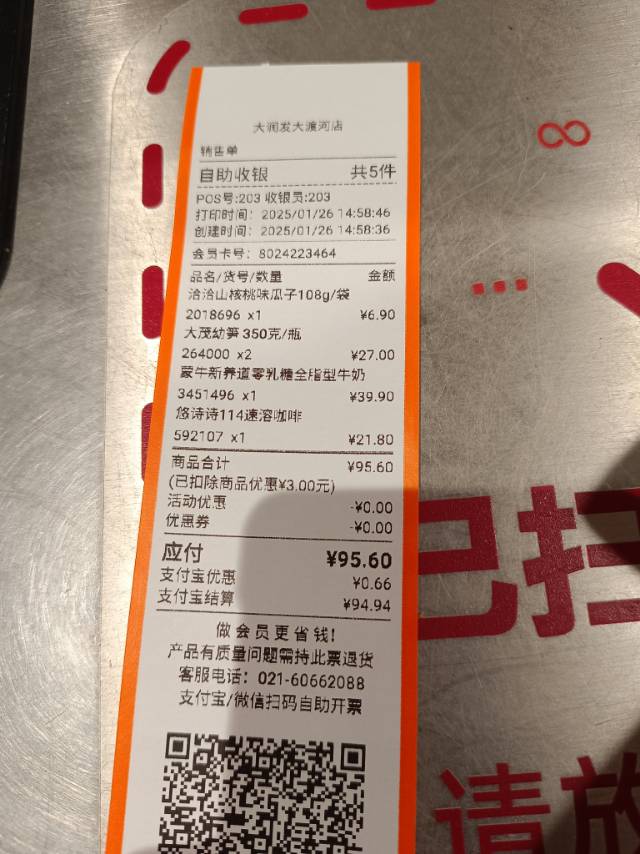 大润发大渡河店
销售单
自助收银 共5件
POS号:203 收银员:203
打印时间: 2025/01/26 14:58:46
创建时间: 2025/01/26 14:58:36
会员卡号: 8024223464
品名/货号/数量 金额
洽洽山核桃味瓜子108g/袋
2018696 x1 ¥6.90
大茂幼笋 350克/瓶
264000 x2 ¥27.00
蒙牛新养道零乳糖全脂型牛奶
3451496 x1 ¥39.90
悠诗诗114速溶咖啡
592107 x1 ¥21.80
商品合计 ¥95.60
(已扣除商品优惠¥3.00元)
活动优惠 -¥0.00
优惠券 -¥0.00
应付 ¥95.60
支付宝优惠 ¥0.66
支付宝结算 ¥94.94
做会员更省钱!
产品有质量问题需持此票退货
客服电话: 021-60662088
支付宝/微信扫码自助开票
已扫
请放